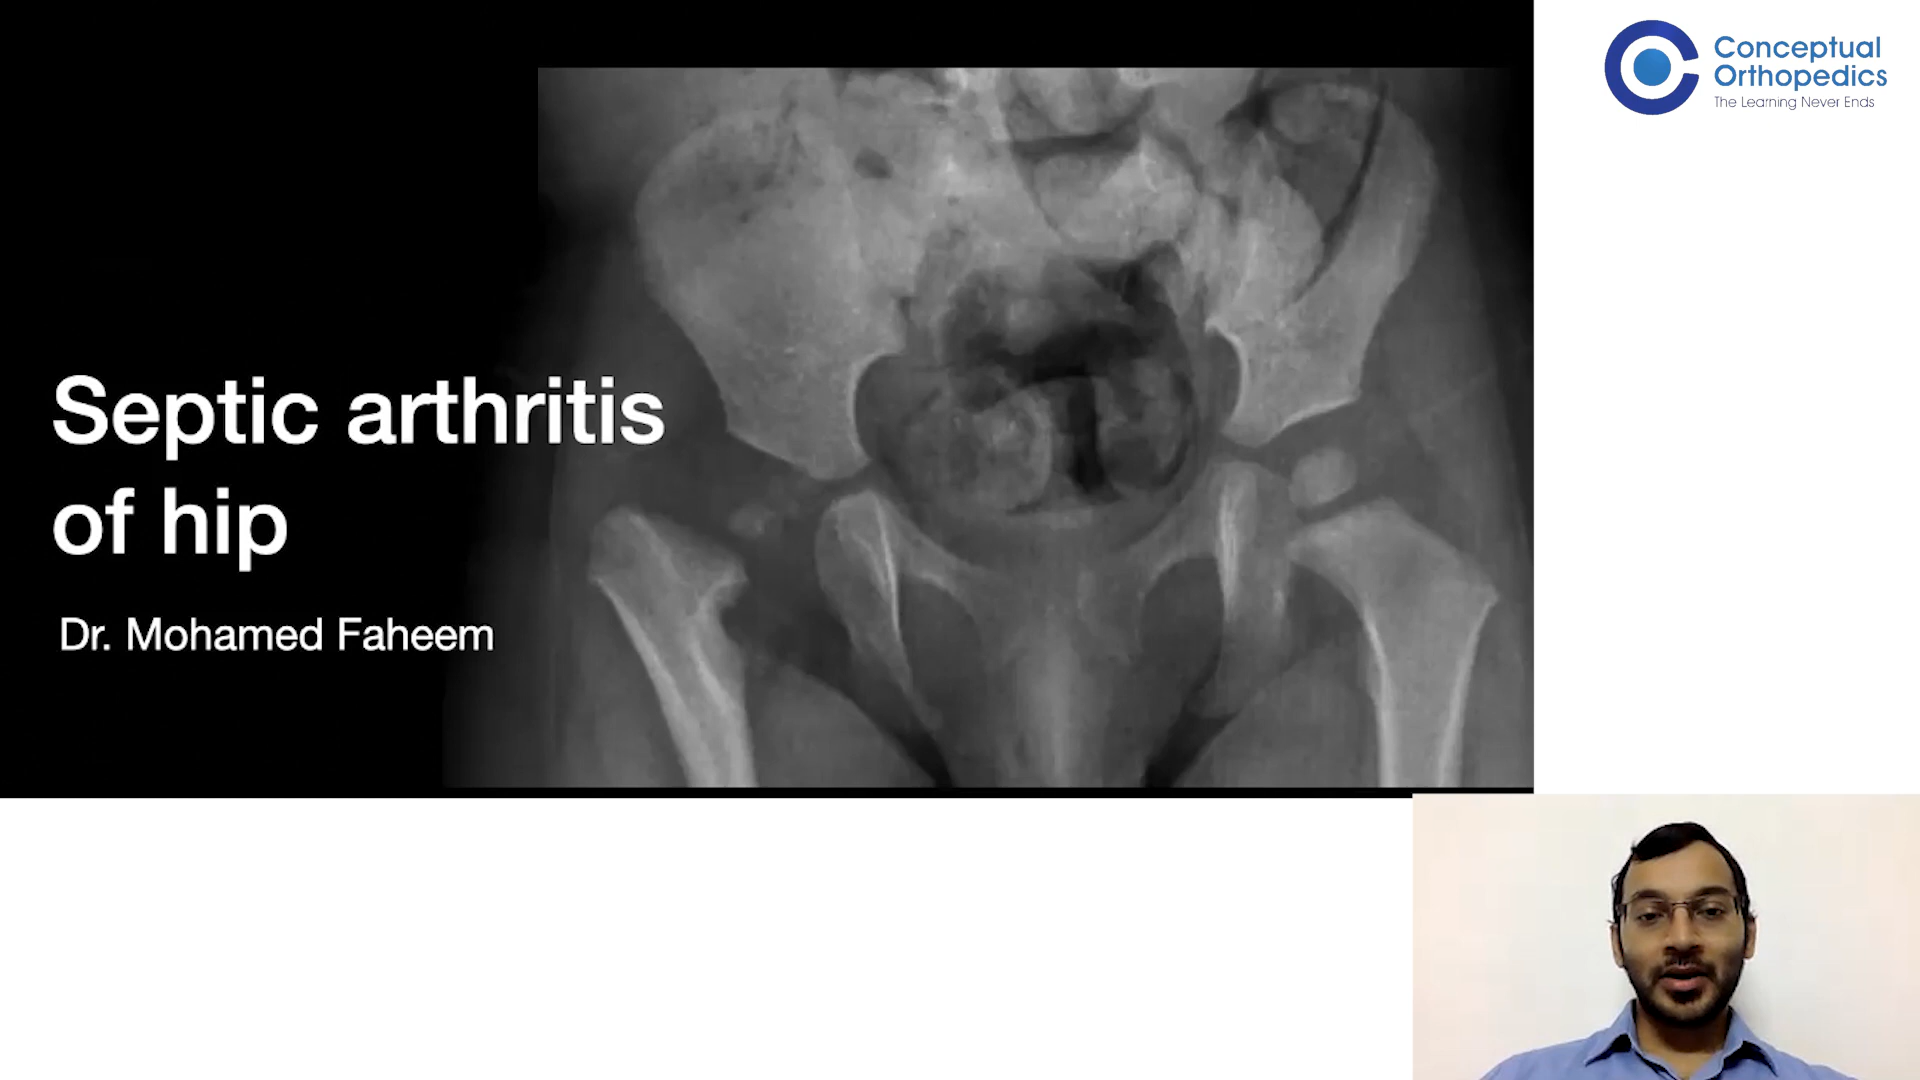 Conceptual
Orthopedics
The Learning Never Ends
Septic arthritis
of hip
Dr. Mohamed Faheem